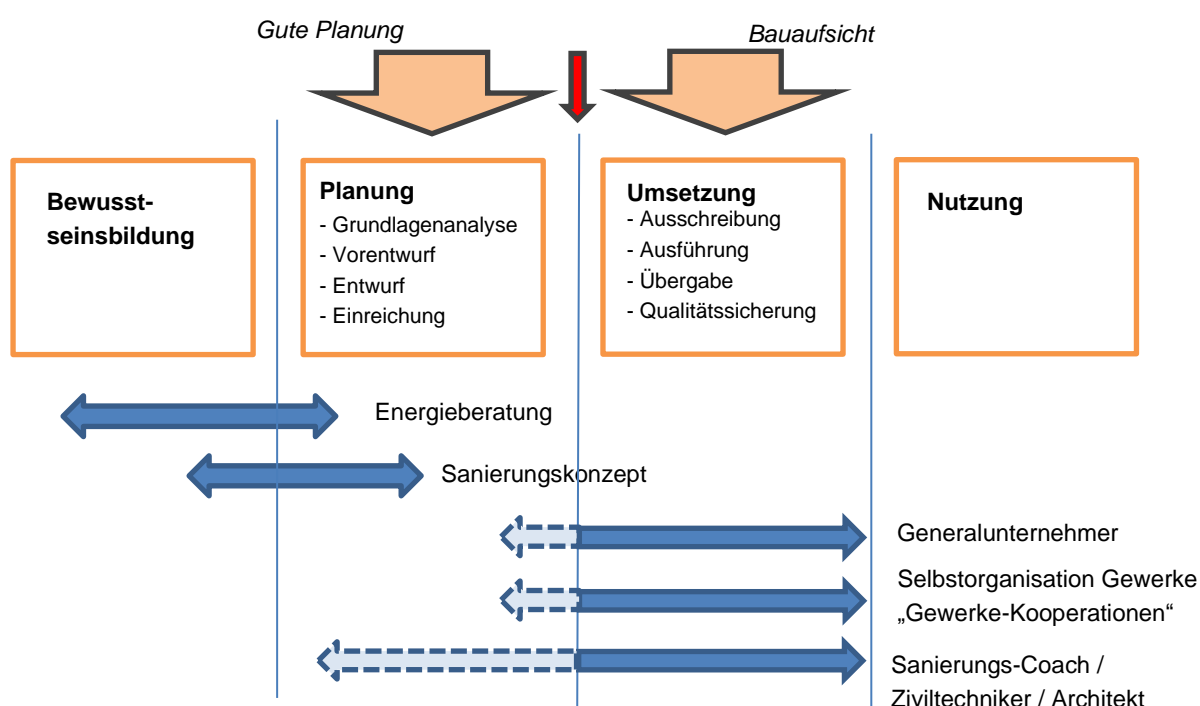 Gute Planung
Bauaufsicht
Bewusst-
seinsbildung
Planung
- Grundlagenanalyse
- Vorentwurf
- Entwurf
- Einreichung
Umsetzung
- Ausschreibung
- Ausführung
- Übergabe
- Qualitätssicherung
Nutzung
Energieberatung
Sanierungskonzept
Generalunternehmer
Selbstorganisation Gewerke
„Gewerke-Kooperationen“
Sanierungs-Coach /
Ziviltechniker / Architekt